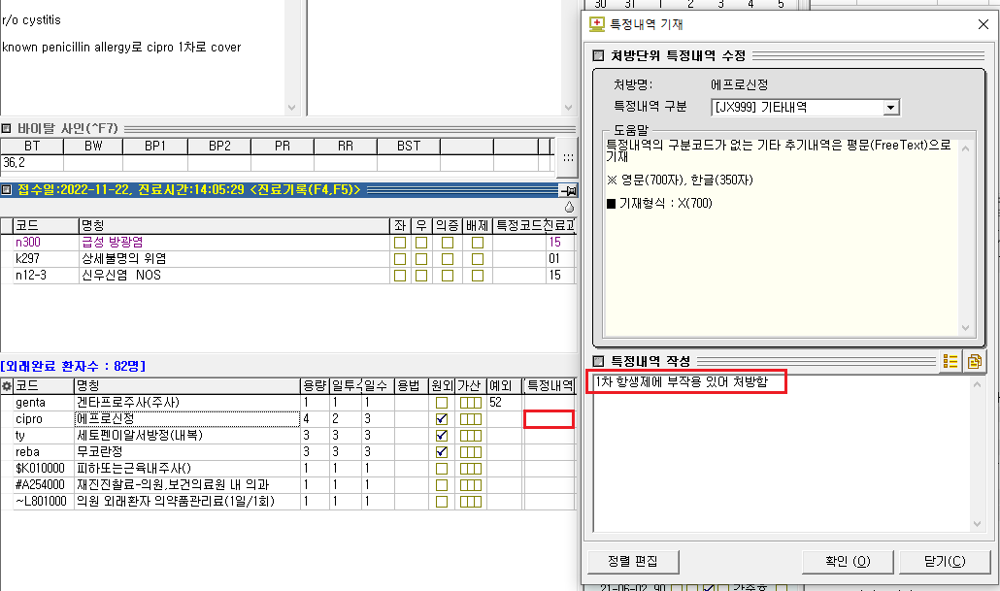 30 31 1 2 3 4 5
r/o cystitis
known penicillin allergy로 cipro 1차로 cover
바이탈 사인(^F7)
BT BW BP1 BP2 PR RR BST
36.2
접수일:2022-11-22, 진료시간:14:05:29 <진료기록(F4,F5)>
코드 명칭 좌 우 의증 배제 특정코드 진료과
n300 급성 방광염 15
k297 상세불명의 위염 01
n12-3 신우신염 NOS 15
[외래완료 환자수 : 82명]
코드 명칭 용량 일투 일수 용법 원외 가산 예외 특정내역
genta 겐타프로주사(주사) 1 1 1 52
cipro 에프로신정 4 2 3
ty 세토펜이알서방정(내복) 3 3 3
reba 무코란정 3 3 3
$K010000 피하또는근육내주사() 1 1 1
#A254000 재진진찰료-의원,보건의료원 내 의과 1 1 1
~L801000 의원 외래환자 의약품관리료(1일/1회) 1 1 1
특정내역 기재
처방단위 특정내역 수정
처방명: 에프로신정
특정내역 구분 [JX999] 기타내역
도움말
특정내역의 구분코드가 없는 기타 추가내역은 평문(FreeText)으로
기재
※ 영문(700자), 한글(350자)
■ 기재형식 : X(700)
특정내역 작성
1차 항생제에 부작용 있어 처방함
정렬 편집 확인 (O) 닫기(C)
21-06-02 90